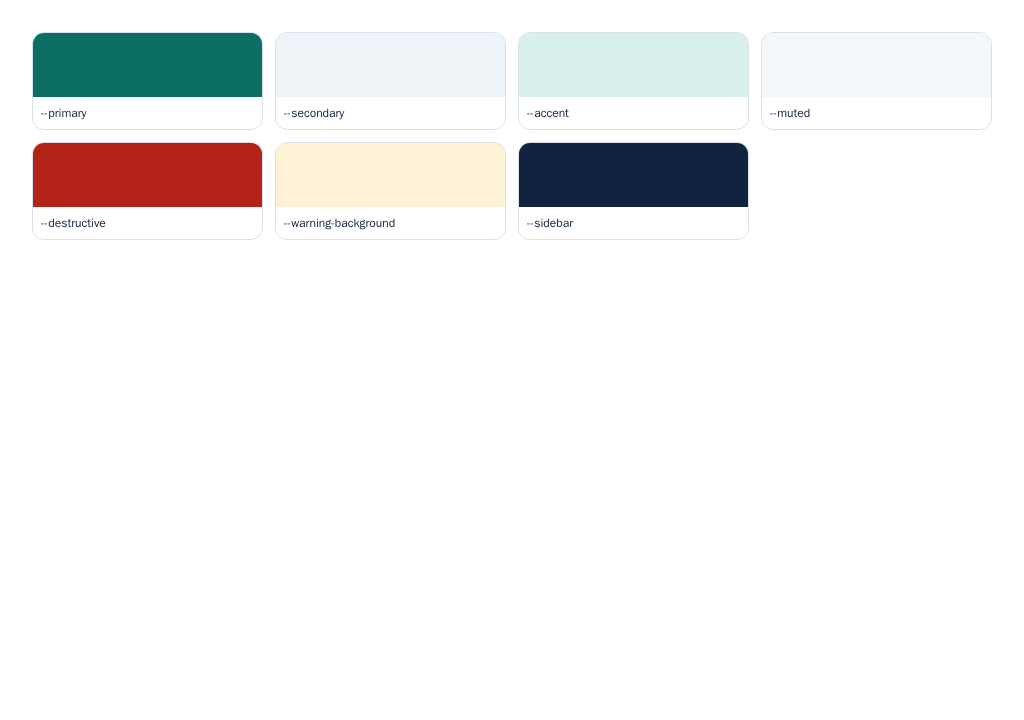 --primary
--secondary
--accent
--muted
--destructive
--warning-background
--sidebar